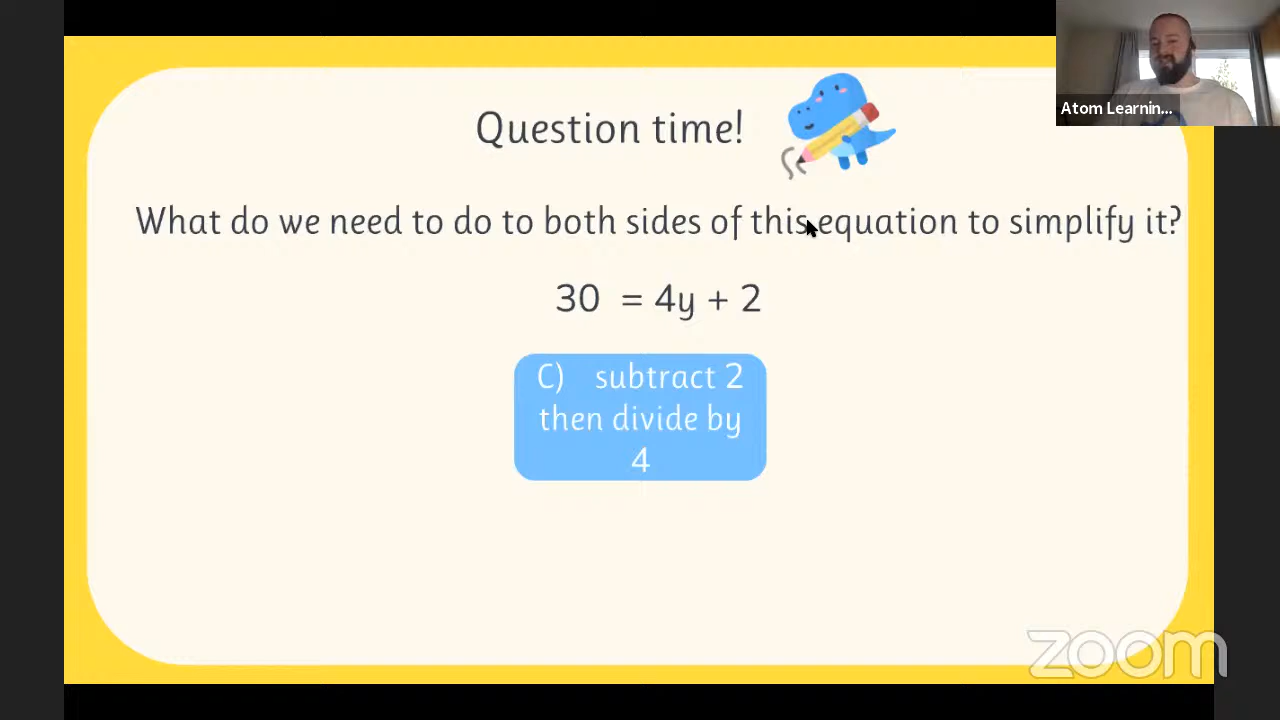 Atom Learnin...
Question time!
What do we need to do to both sides of this equation to simplify it?
30 = 4y + 2
C) subtract 2
then divide by
4
zoom